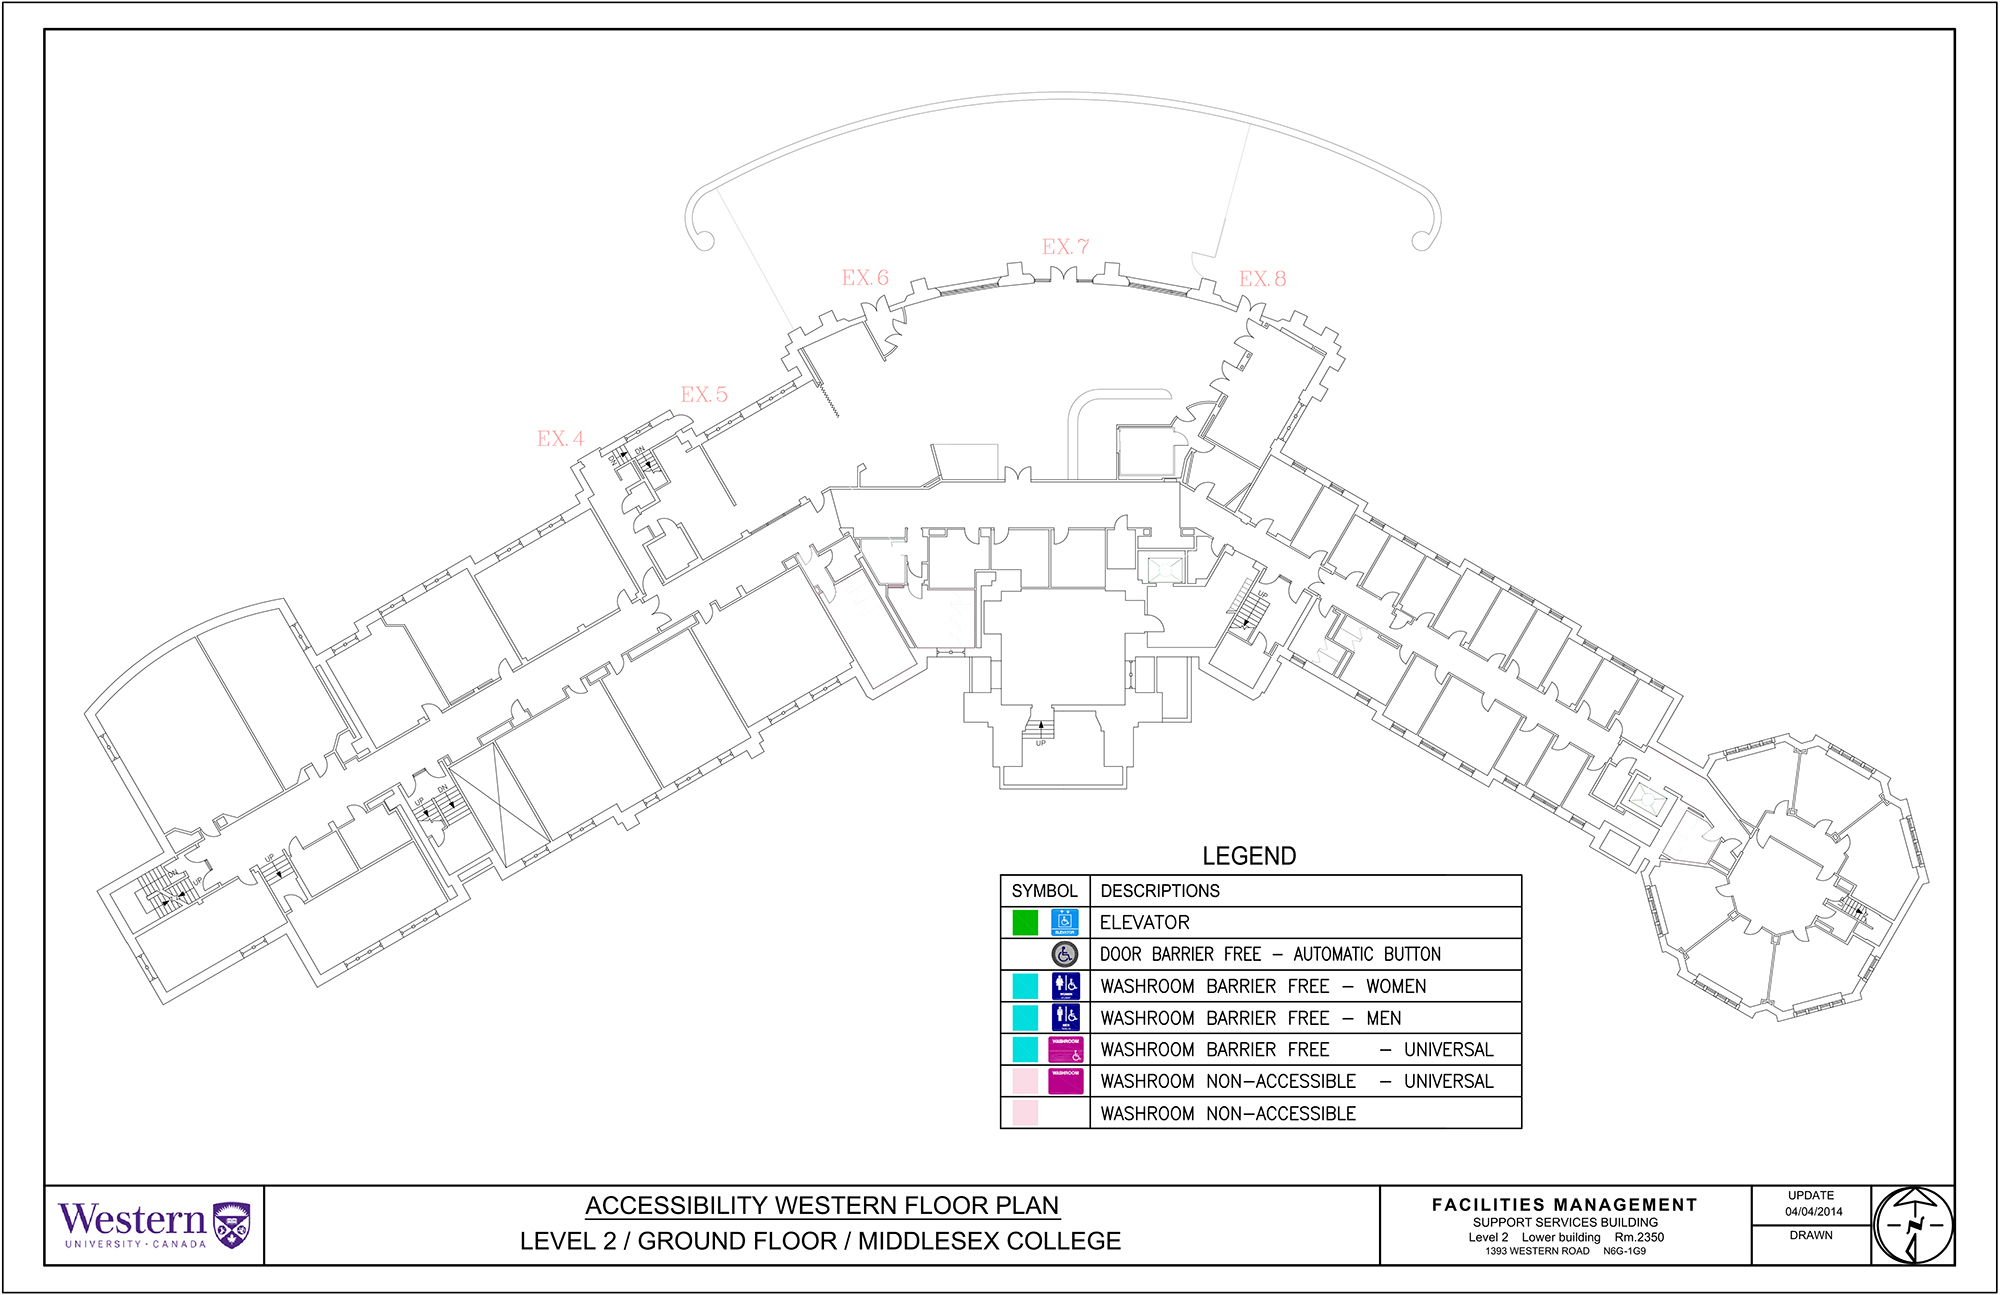 EX.7
EX.6
EX.8
EX.5
EX.4
DN
DN
UP
UP
UP
DN
UP
DN
UP
LEGEND
SYMBOL DESCRIPTIONS
ELEVATOR ELEVATOR
DOOR BARRIER FREE - AUTOMATIC BUTTON
WOMEN WASHROOM BARRIER FREE - WOMEN
MEN WASHROOM BARRIER FREE - MEN
WASHROOM WASHROOM BARRIER FREE - UNIVERSAL
WASHROOM WASHROOM NON-ACCESSIBLE - UNIVERSAL
WASHROOM NON-ACCESSIBLE
Western
UNIVERSITY · CANADA
ACCESSIBILITY WESTERN FLOOR PLAN
LEVEL 2 / GROUND FLOOR / MIDDLESEX COLLEGE
FACILITIES MANAGEMENT
SUPPORT SERVICES BUILDING
Level 2 Lower building Rm.2350
1393 WESTERN ROAD N6G-1G9
UPDATE
04/04/2014
DRAWN
N